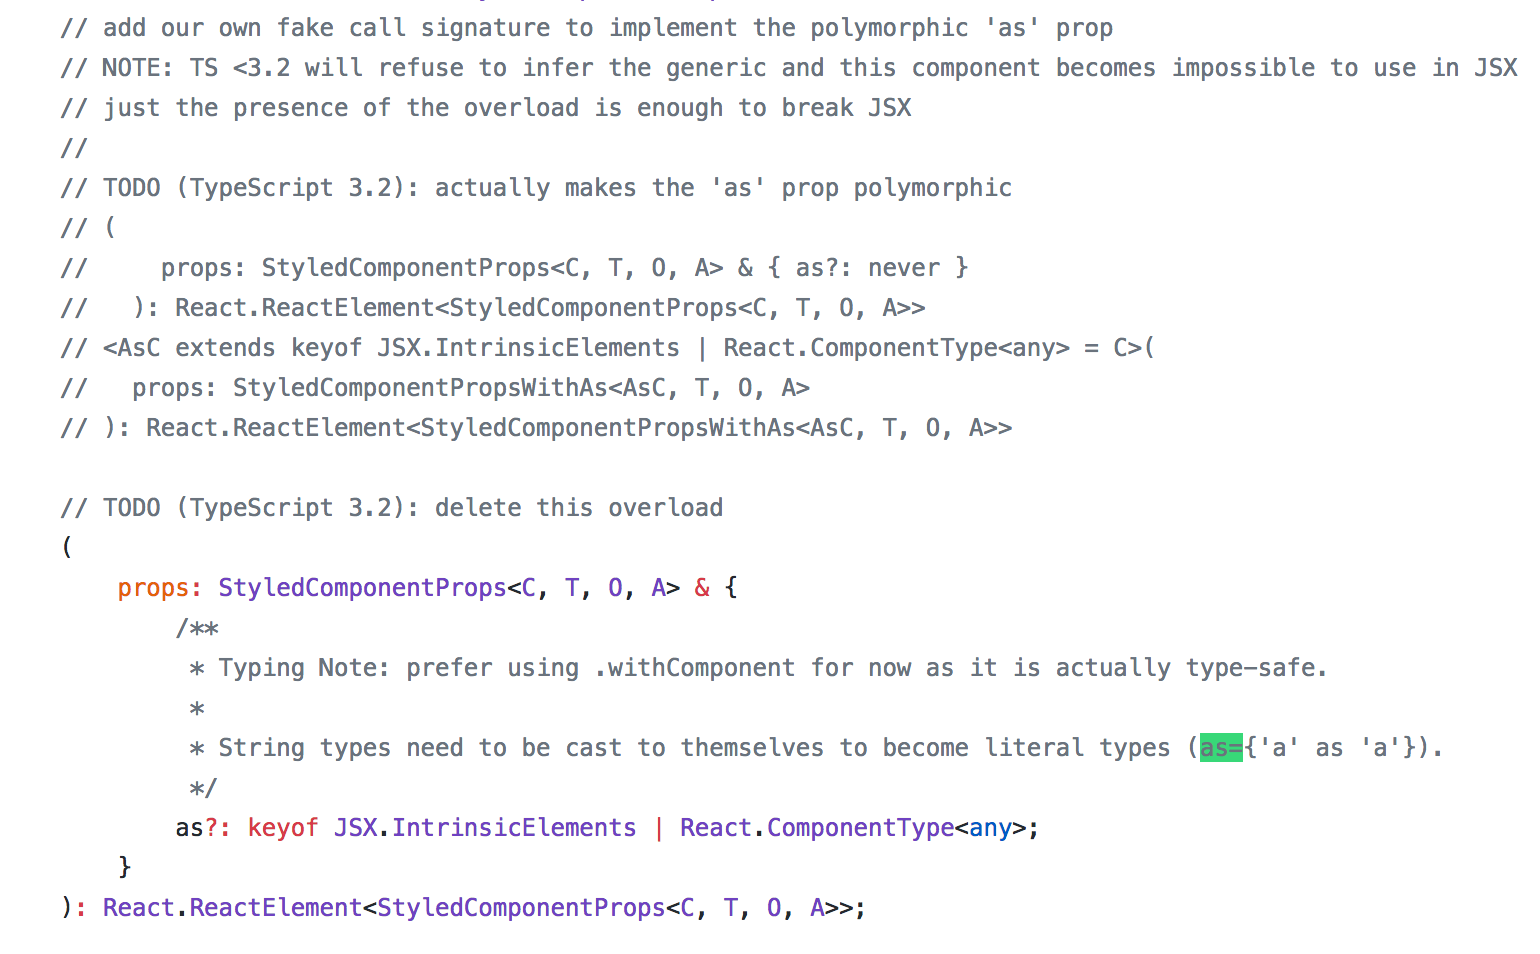 // add our own fake call signature to implement the polymorphic 'as' prop
// NOTE: TS <3.2 will refuse to infer the generic and this component becomes impossible to use in JSX
// just the presence of the overload is enough to break JSX
//
// TODO (TypeScript 3.2): actually makes the 'as' prop polymorphic
// (
//     props: StyledComponentProps<C, T, O, A> & { as?: never }
//   ): React.ReactElement<StyledComponentProps<C, T, O, A>>
// <AsC extends keyof JSX.IntrinsicElements | React.ComponentType<any> = C>(
//   props: StyledComponentPropsWithAs<AsC, T, O, A>
// ): React.ReactElement<StyledComponentPropsWithAs<AsC, T, O, A>>

// TODO (TypeScript 3.2): delete this overload
(
    props: StyledComponentProps<C, T, O, A> & {
        /**
         * Typing Note: prefer using .withComponent for now as it is actually type-safe.
         *
         * String types need to be cast to themselves to become literal types (as={'a' as 'a'}).
         */
        as?: keyof JSX.IntrinsicElements | React.ComponentType<any>;
    }
): React.ReactElement<StyledComponentProps<C, T, O, A>>;